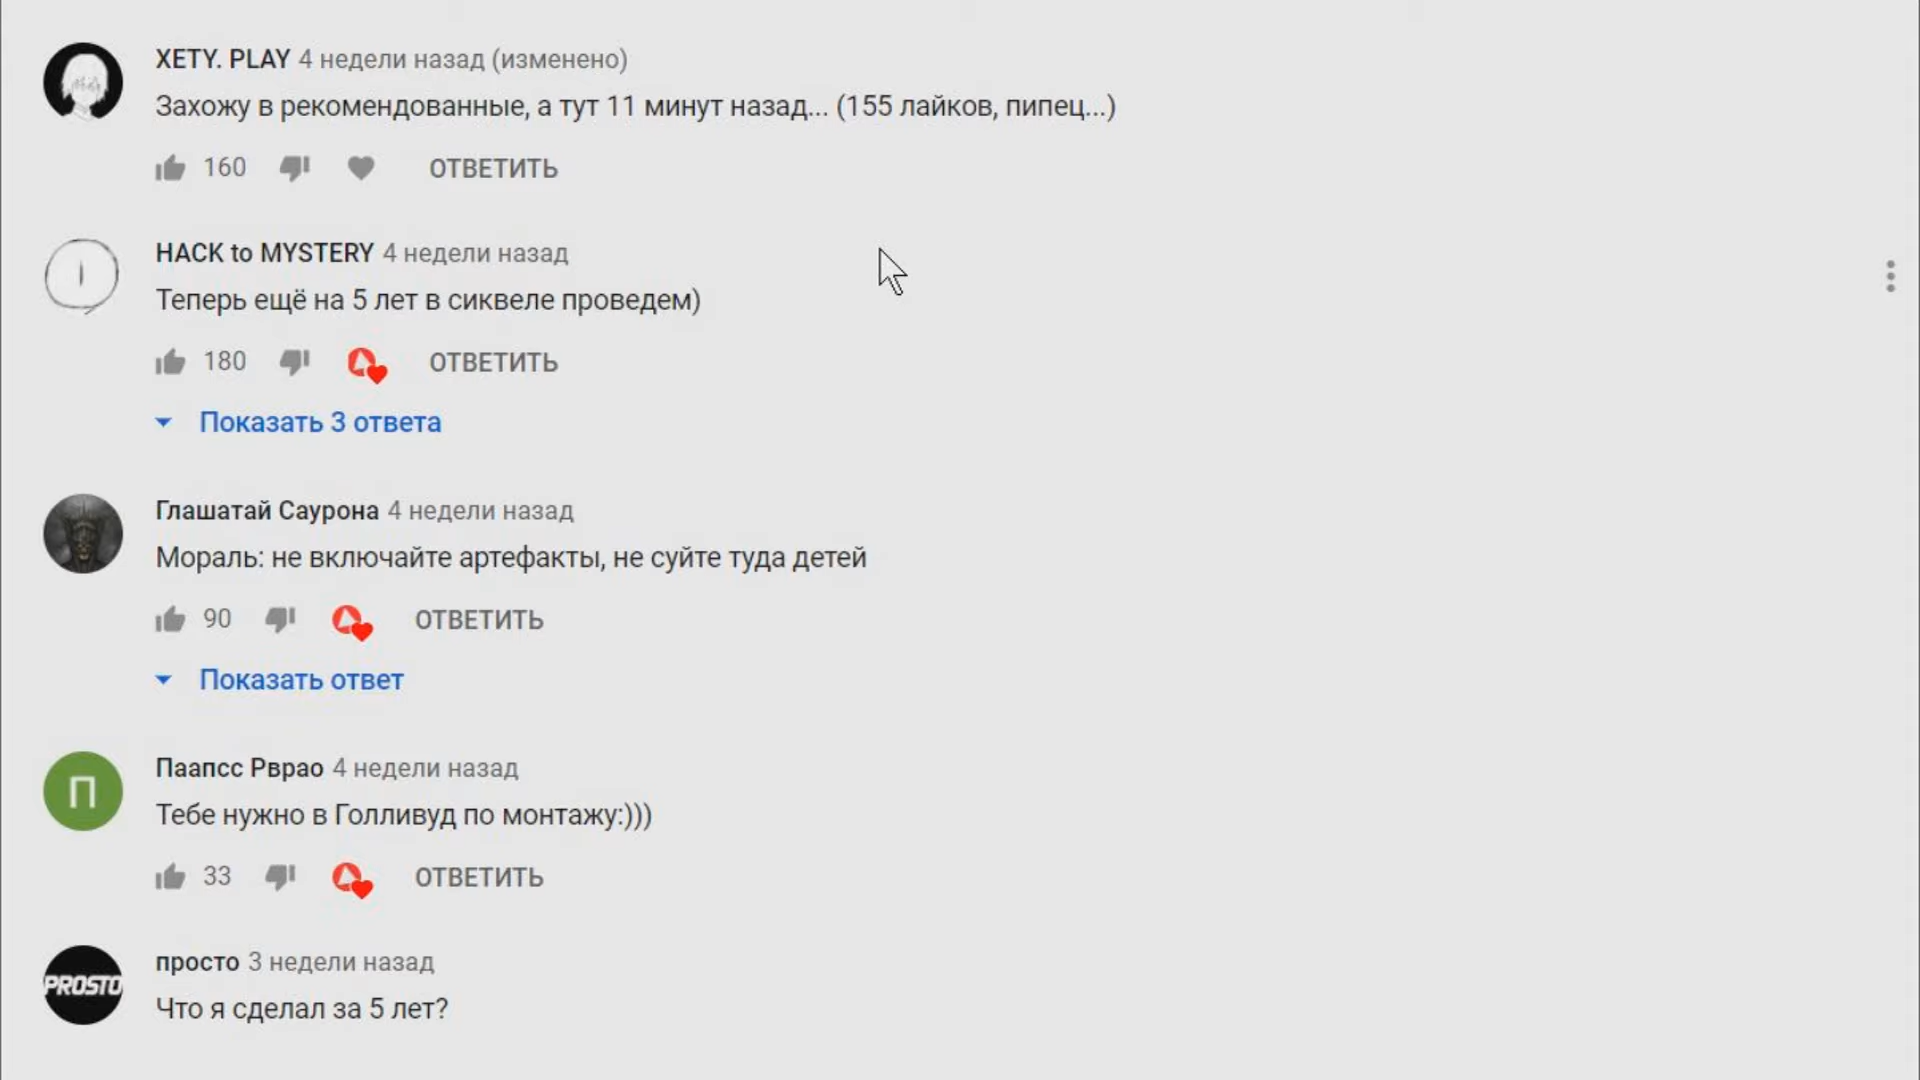 XETY. PLAY 4 недели назад (изменено)
Захожу в рекомендованные, а тут 11 минут назад... (155 лайков, пипец...)
160 ОТВЕТИТЬ
HACK to MYSTERY 4 недели назад
Теперь ещё на 5 лет в сиквеле проведем)
180 ОТВЕТИТЬ
Показать 3 ответа
Глашатай Саурона 4 недели назад
Мораль: не включайте артефакты, не суйте туда детей
90 ОТВЕТИТЬ
Показать ответ
П
Паапсс Рврао 4 недели назад
Тебе нужно в Голливуд по монтажу:)))
33 ОТВЕТИТЬ
PROSTO
просто 3 недели назад
Что я сделал за 5 лет?